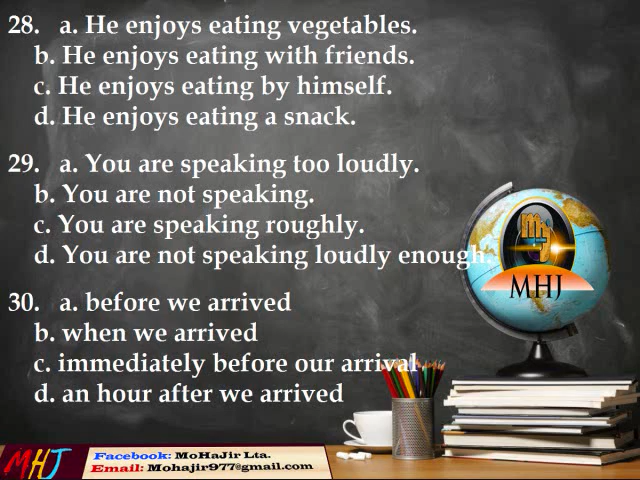 28. a. He enjoys eating vegetables.
b. He enjoys eating with friends.
c. He enjoys eating by himself.
d. He enjoys eating a snack.
29. a. You are speaking too loudly.
b. You are not speaking.
c. You are speaking roughly.
d. You are not speaking loudly enough.
30. a. before we arrived
b. when we arrived
c. immediately before our arrival
d. an hour after we arrived
MHJ
MHJ
Facebook: MoHaJir Lta.
Email: Mohajir977@gmail.com